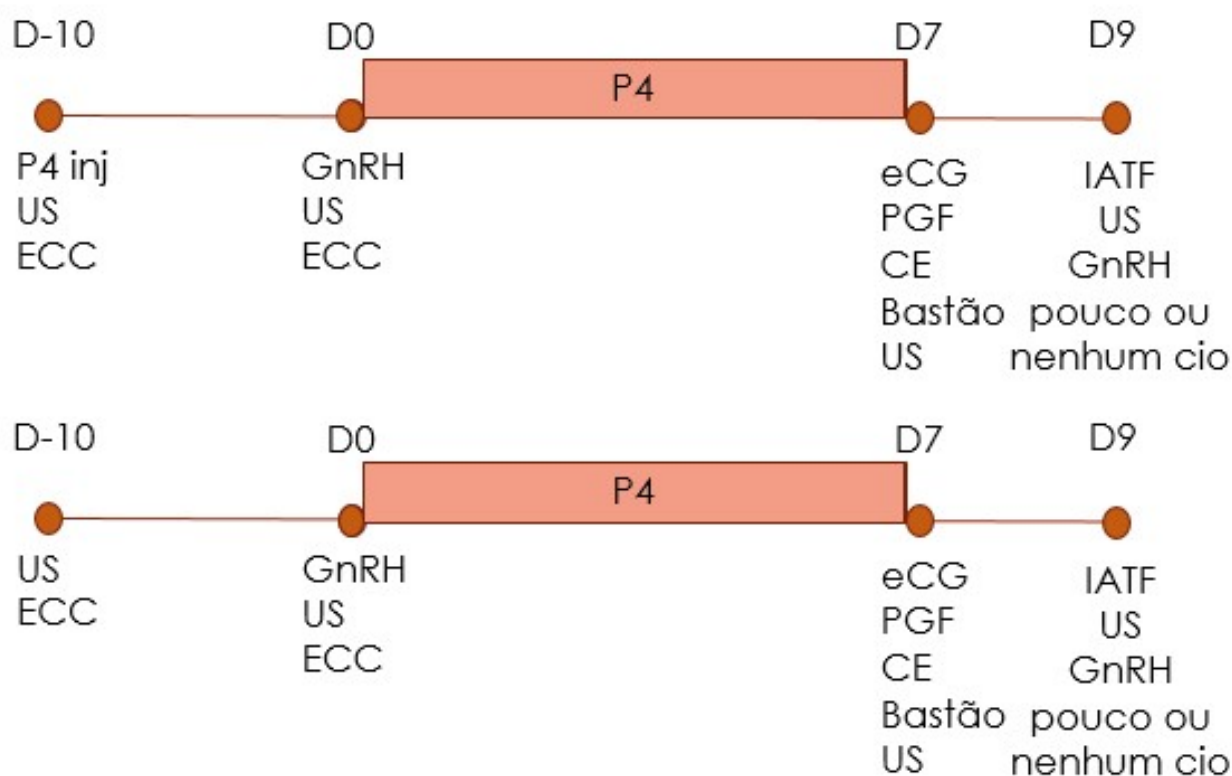 D-10 D0 D7 D9
P4
P4 inj GnRH eCG IATF
US US PGF US
ECC ECC CE GnRH
Bastão pouco ou
US nenhum cio
D-10 D0 D7 D9
P4
US GnRH eCG IATF
ECC US PGF US
ECC CE GnRH
Bastão pouco ou
US nenhum cio